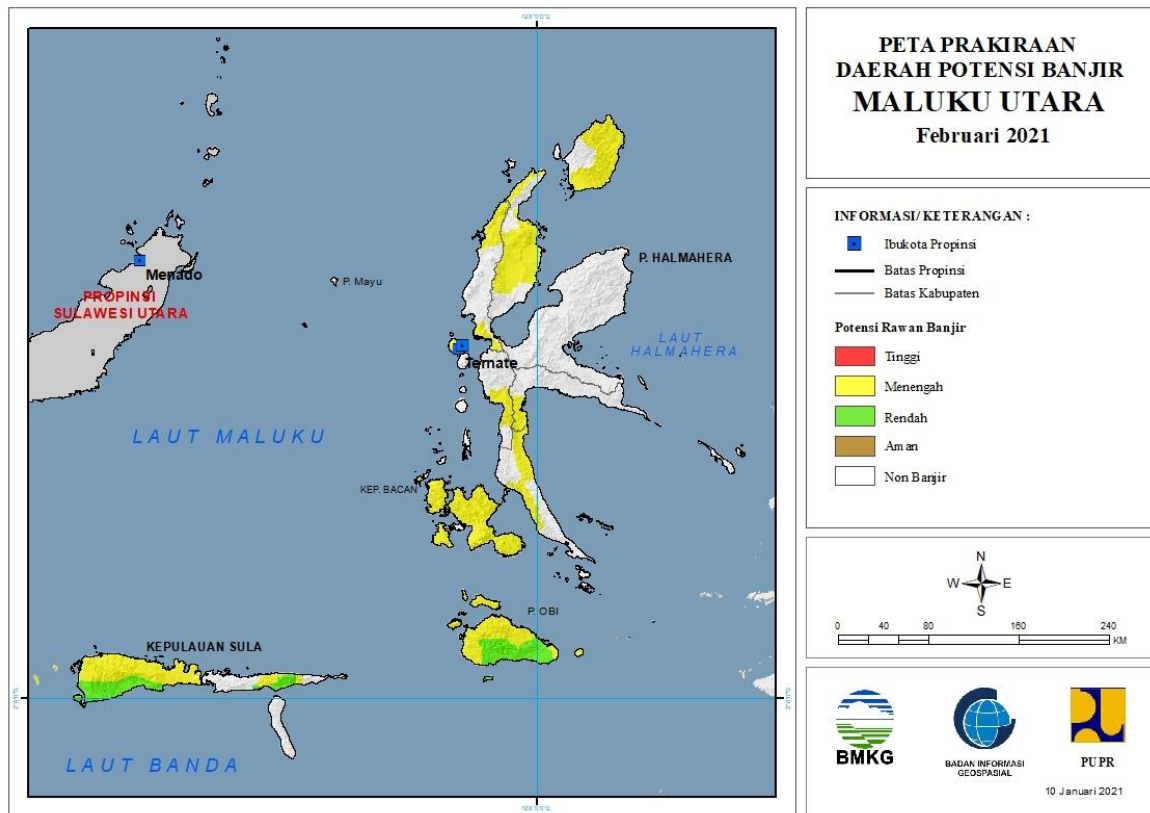 PETA PRAKIRAAN
DAERAH POTENSI BANJIR
MALUKU UTARA
Februari 2021
INFORMASI/ KETERANGAN :
Ibukota Propinsi
Batas Propinsi
Batas Kabupaten
Potensi Rawan Banjir
Tinggi
Menengah
Rendah
Aman
Non Banjir
N
W E
S
0 40 80 160 240
KM
BMKG
BADAN INFORMASI
GEOSPASIAL
PUPR
10 Januari 2021
Menado
PROPINSI
SULAWESI UTARA
P. Mayu
P. HALMAHERA
LAUT
HALMAHERA
Ternate
LAUT MALUKU
KEP. BACAN
P. OBI
KEPULAUAN SULA
LAUT BANDA